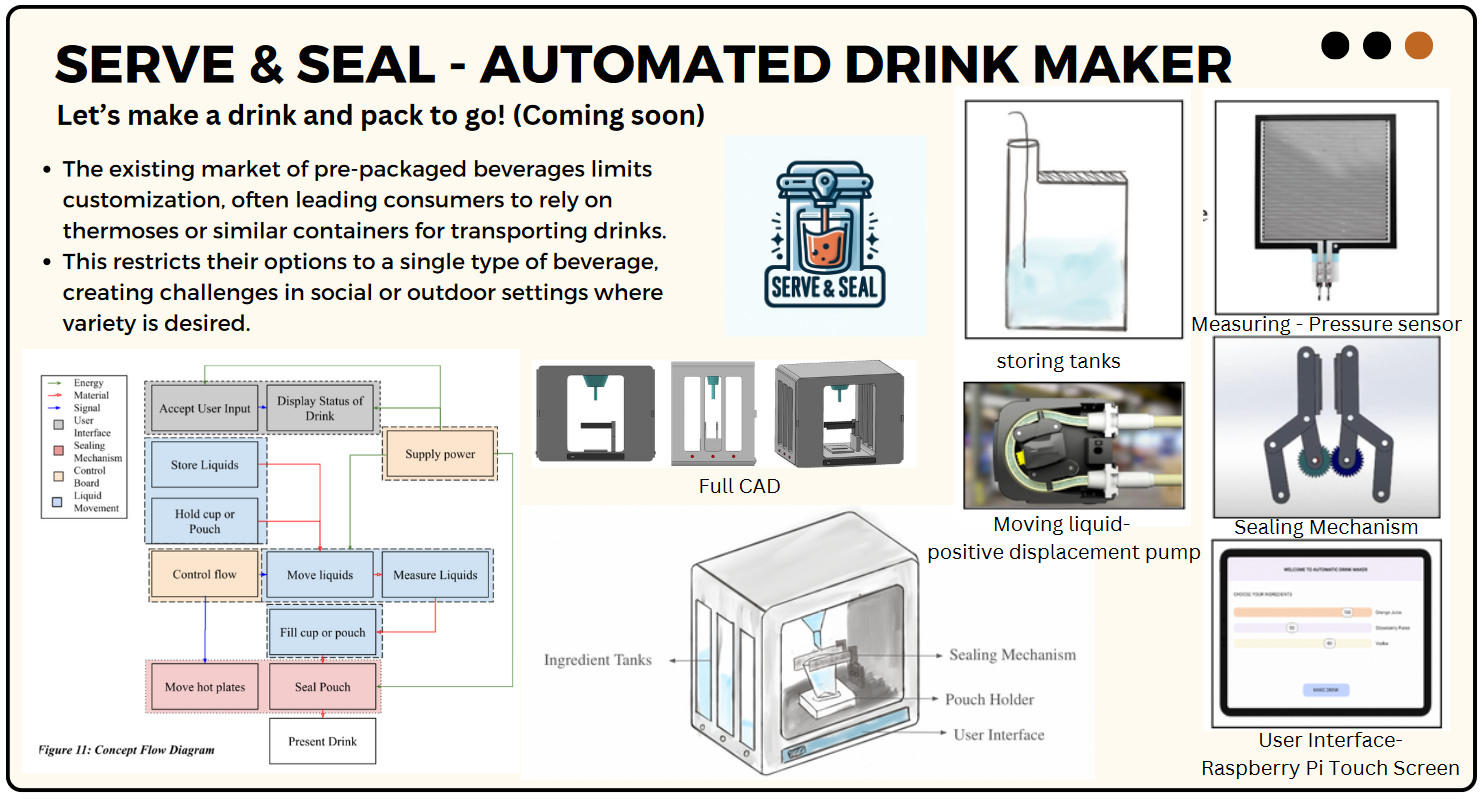 SERVE & SEAL - AUTOMATED DRINK MAKER
Let's make a drink and pack to go! (Coming soon)
• The existing market of pre-packaged beverages limits
customization, often leading consumers to rely on
thermoses or similar containers for transporting drinks.
• This restricts their options to a single type of beverage,
creating challenges in social or outdoor settings where
variety is desired.
SERVE & SEAL
storing tanks
Measuring - Pressure sensor
Moving liquid-
positive displacement pump
Sealing Mechanism
WELCOME TO AUTOMATIC DRINK MAKER
CHOOSE YOUR INGREDIENTS
Orange Juice
Strawberry Puree
Vodka
MAKE DRINK
User Interface-
Raspberry Pi Touch Screen
Full CAD
Ingredient Tanks
Sealing Mechanism
Pouch Holder
User Interface
Energy
Material
Signal
User
Interface
Sealing
Mechanism
Control
Board
Liquid
Movement
Accept User Input
Display Status of
Drink
Supply power
Store Liquids
Hold cup or
Pouch
Control flow
Move liquids
Measure Liquids
Fill cup or pouch
Move hot plates
Seal Pouch
Present Drink
Figure 11: Concept Flow Diagram